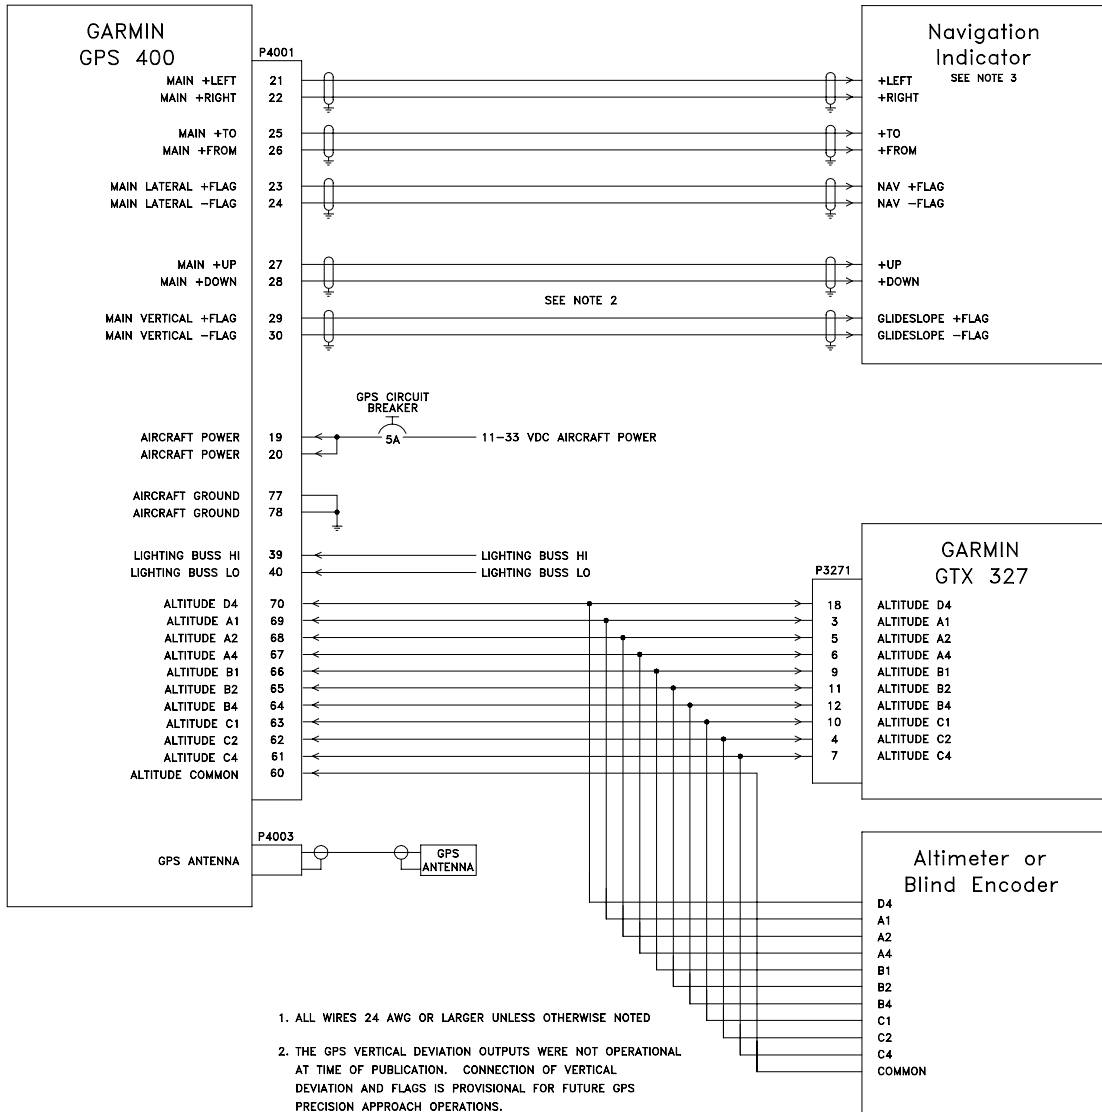 GARMIN
GPS 400
P4001
MAIN +LEFT 21
MAIN +RIGHT 22
MAIN +TO 25
MAIN +FROM 26
MAIN LATERAL +FLAG 23
MAIN LATERAL −FLAG 24
MAIN +UP 27
MAIN +DOWN 28
MAIN VERTICAL +FLAG 29
MAIN VERTICAL −FLAG 30
SEE NOTE 2
Navigation
Indicator
SEE NOTE 3
+LEFT
+RIGHT
+TO
+FROM
NAV +FLAG
NAV −FLAG
+UP
+DOWN
GLIDESLOPE +FLAG
GLIDESLOPE −FLAG
GPS CIRCUIT
BREAKER
5A
11−33 VDC AIRCRAFT POWER
AIRCRAFT POWER 19
AIRCRAFT POWER 20
AIRCRAFT GROUND 77
AIRCRAFT GROUND 78
LIGHTING BUSS HI 39 LIGHTING BUSS HI
LIGHTING BUSS LO 40 LIGHTING BUSS LO
ALTITUDE D4 70
ALTITUDE A1 69
ALTITUDE A2 68
ALTITUDE A4 67
ALTITUDE B1 66
ALTITUDE B2 65
ALTITUDE B4 64
ALTITUDE C1 63
ALTITUDE C2 62
ALTITUDE C4 61
ALTITUDE COMMON 60
GARMIN
GTX 327
P3271
18 ALTITUDE D4
3 ALTITUDE A1
5 ALTITUDE A2
6 ALTITUDE A4
9 ALTITUDE B1
11 ALTITUDE B2
12 ALTITUDE B4
10 ALTITUDE C1
4 ALTITUDE C2
7 ALTITUDE C4
P4003
GPS ANTENNA
GPS
ANTENNA
Altimeter or
Blind Encoder
D4
A1
A2
A4
B1
B2
B4
C1
C2
C4
COMMON
1. ALL WIRES 24 AWG OR LARGER UNLESS OTHERWISE NOTED
2. THE GPS VERTICAL DEVIATION OUTPUTS WERE NOT OPERATIONAL
AT TIME OF PUBLICATION. CONNECTION OF VERTICAL
DEVIATION AND FLAGS IS PROVISIONAL FOR FUTURE GPS
PRECISION APPROACH OPERATIONS.